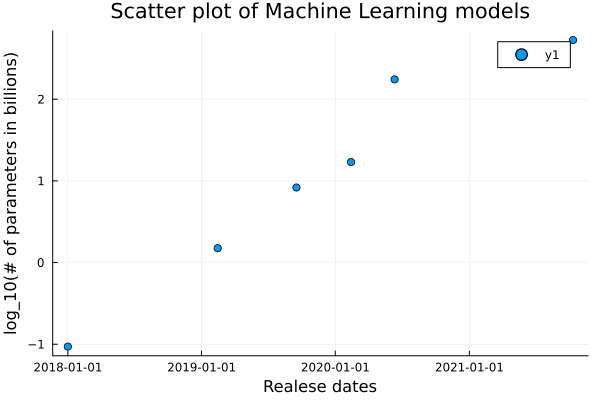 Scatter plot of Machine Learning models
log_10(# of parameters in billions)
2
1
0
−1
y1
2018-01-01
2019-01-01
2020-01-01
2021-01-01
Realese dates